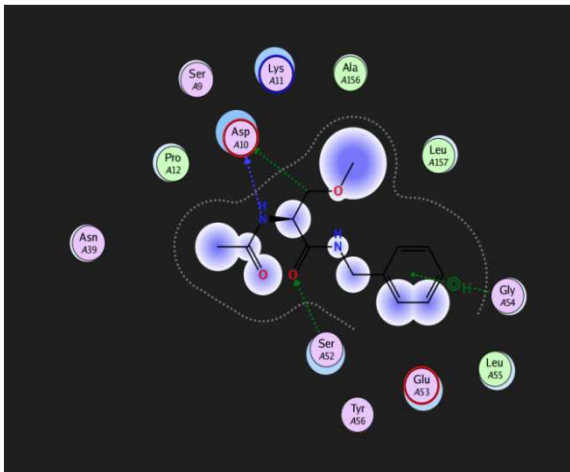 Ser
A9
Lys
A11
Ala
A156
Asp
A10
Pro
A12
Leu
A157
O
H
N
Asn
A39
H
N
O
O
H
Gly
A54
Ser
A52
Leu
A55
Glu
A53
Tyr
A56